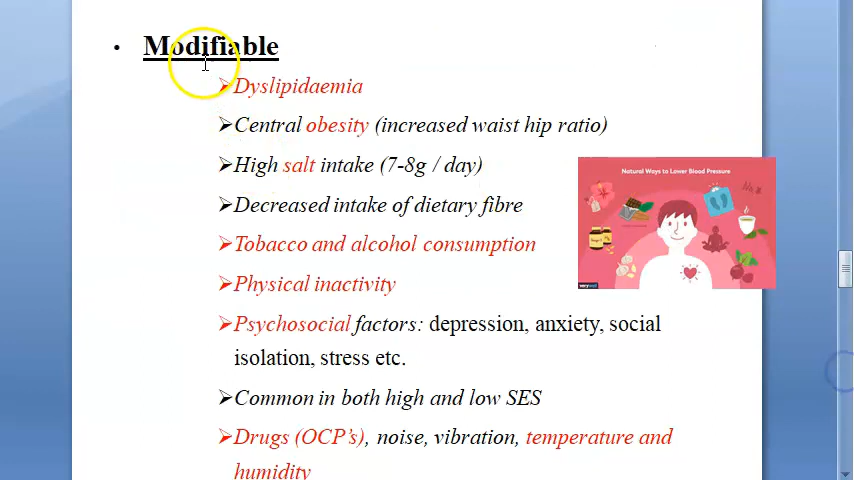 • Modifiable
➢Dyslipidaemia
➢Central obesity (increased waist hip ratio)
➢High salt intake (7-8g / day)
➢Decreased intake of dietary fibre
➢Tobacco and alcohol consumption
➢Physical inactivity
➢Psychosocial factors: depression, anxiety, social
isolation, stress etc.
➢Common in both high and low SES
➢Drugs (OCP's), noise, vibration, temperature and
humidity
Natural Ways to Lower Blood Pressure
verywell